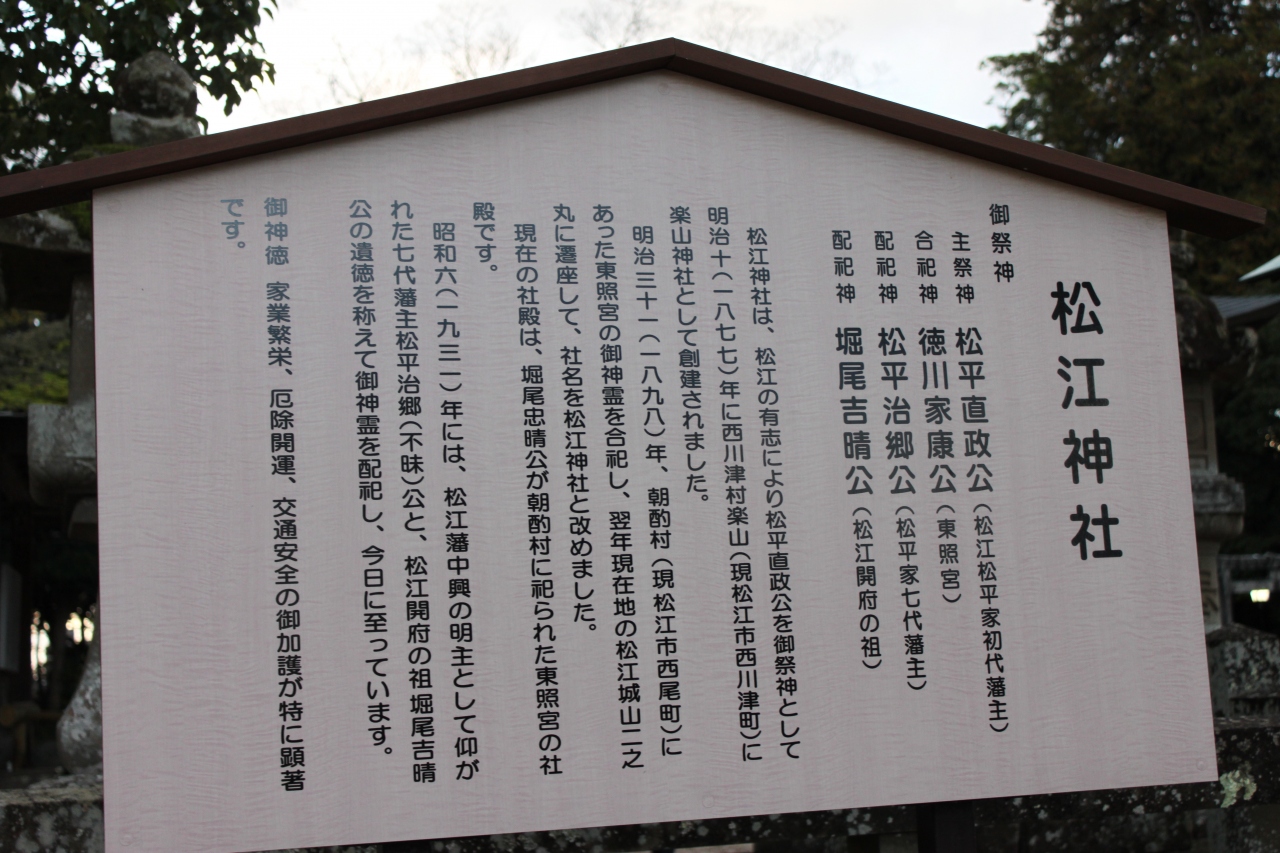 松江神社
御祭神
主祭神 松平直政公(松江松平家初代藩主)
合祀神 徳川家康公(東照宮)
配祀神 松平治郷公(松平家七代藩主)
配祀神 堀尾吉晴公(松江開府の祖)
松江神社は、松江の有志により松平直政公を御祭神として
明治十(一八七七)年に西川津村楽山(現松江市西川津町)に
楽山神社として創建されました。
明治三十一(一八九八)年、朝酌村(現松江市西尾町)に
あった東照宮の御神霊を合祀し、翌年現在地の松江城山二之
丸に遷座して、社名を松江神社と改めました。
現在の社殿は、堀尾忠晴公が朝酌村に祀られた東照宮の社
殿です。
昭和六(一九三一)年には、松江藩中興の明主として仰が
れた七代藩主松平治郷(不昧)公と、松江開府の祖堀尾吉晴
公の遺徳を称えて御神霊を配祀し、今日に至っています。
御神徳 家業繁栄、厄除開運、交通安全の御加護が特に顕著
です。